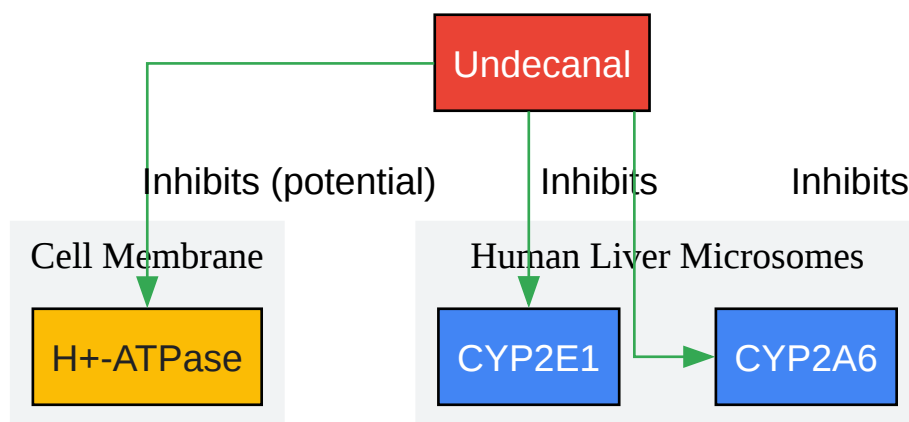 Undecanal
Inhibits (potential)
Inhibits
Inhibits
Cell Membrane
Human Liver Microsomes
H+-ATPase
CYP2E1
CYP2A6